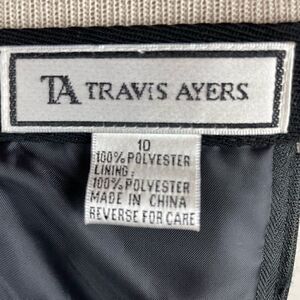 TA TRAVIS AYERS
10
100% POLYESTER
LINING:
100% POLYESTER
MADE IN CHINA
REVERSE FOR CARE